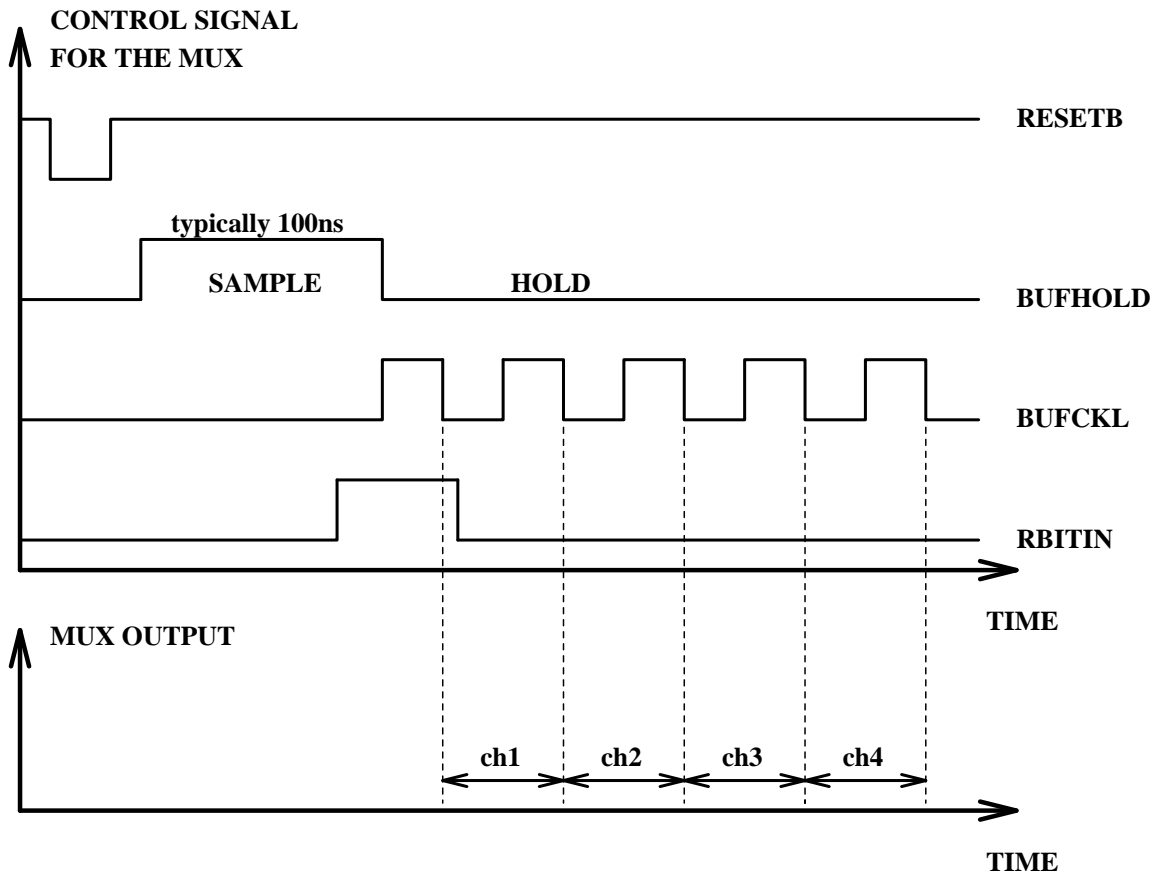 CONTROL SIGNAL
FOR THE MUX
RESETB
typically 100ns
SAMPLE
HOLD
BUFHOLD
BUFCKL
RBITIN
TIME
MUX OUTPUT
ch1
ch2
ch3
ch4
TIME